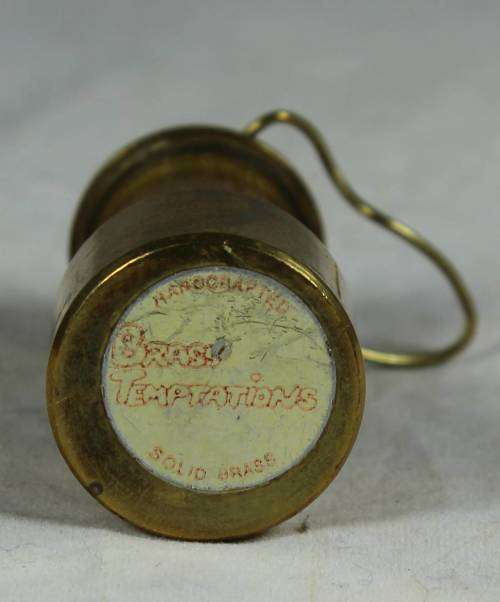 HANDCRAFTED
BRASS
TEMPTATIONS
SOLID BRASS